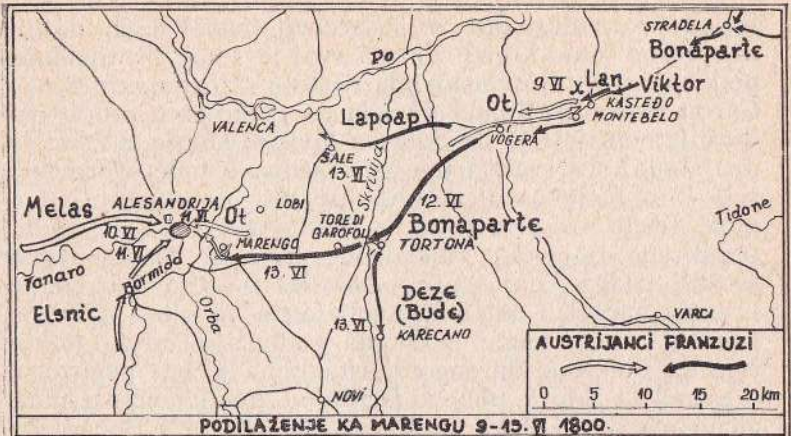 STRADELA
Bonaparte
Po
9.VI
x
Lan
Viktor
Ot
KASTEĐO
MONTEBELO
Lapoap
VOGERA
VALENCA
SALE
13.VI
Skrivija
12.VI
Melas
ALESANDRIJA
11.VI
Ot
LOBI
TORE DI
GAROFOLI
Bonaparte
TORTONA
Tidone
10.VI
MARENGO
11.VI
13.VI
Tanaro
Bormida
Elsnic
Orba
DEZE
(Bude)
13.VI
KARECANO
VARCI
NOVI
AUSTRIJANCI FRANZUZI
0 5 10 15 20 km
PODILAŽENJE KA MARENGU 9-13. VI 1800.